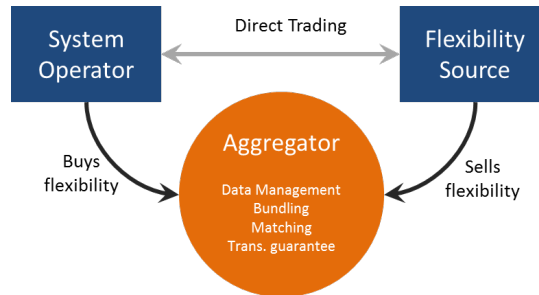 Direct Trading
System
Operator
Flexibility
Source
Aggregator
Buys
flexibility
Sells
flexibility
Data Management
Bundling
Matching
Trans. guarantee